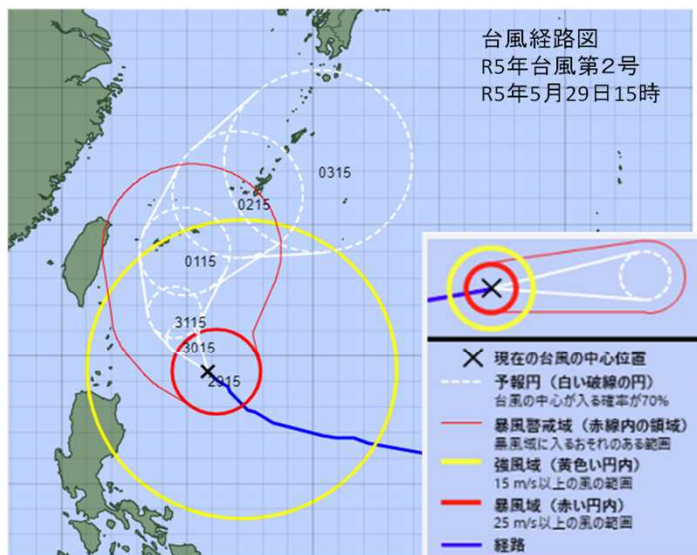 台風経路図
R5年台風第2号
R5年5月29日15時
0315
0215
0115
3115
3015
2915
現在の台風の中心位置
予報円（白い破線の円）
台風の中心が入る確率が70%
暴風警戒域（赤線内の領域）
暴風域に入るおそれのある範囲
強風域（黄色い円内）
15 m/s以上の風の範囲
暴風域（赤い円内）
25 m/s以上の風の範囲
経路